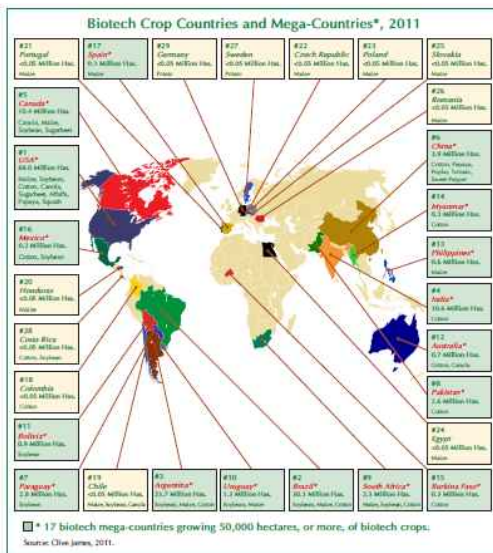 Biotech Crop Countries and Mega-Countries*, 2011
#21
Portugal
<0.05 Million Has.
Maize
#17
Spain*
0.1 Million Has.
Maize
#29
Germany
<0.05 Million Has.
Potato
#27
Sweden
<0.05 Million Has.
Potato
#22
Czech Republic
<0.05 Million Has.
Maize
#23
Poland
<0.05 Million Has.
Maize
#25
Slovakia
<0.05 Million Has.
Maize
#26
Romania
<0.05 Million Has.
Maize
#5
Canada*
10.4 Million Has.
Canola, Maize,
Soybean, Sugarbeet
#1
USA*
69.0 Million Has.
Maize, Soybean,
Cotton, Canola,
Sugarbeet, Alfalfa,
Papaya, Squash
#16
Mexico*
0.2 Million Has.
Cotton, Soybean
#20
Honduras
<0.05 Million Has.
Maize
#28
Costa Rica
<0.05 Million Has.
Cotton, Soybean
#18
Colombia
<0.05 Million Has.
Cotton
#11
Bolivia*
0.9 Million Has.
Soybean
#6
China*
3.9 Million Has.
Cotton, Papaya,
Poplar, Tomato,
Sweet Pepper
#14
Myanmar*
0.3 Million Has.
Cotton
#13
Philippines*
0.6 Million Has.
Maize
#4
India*
10.6 Million Has.
Cotton
#12
Australia*
0.7 Million Has.
Cotton, Canola
#8
Pakistan*
2.6 Million Has.
Cotton
#24
Egypt
<0.05 Million Has.
Maize
#7
Paraguay*
2.8 Million Has.
Soybean
#19
Chile
<0.05 Million Has.
Maize, Soybean, Canola
#3
Argentina*
23.7 Million Has.
Soybean, Maize, Cotton
#10
Uruguay*
1.3 Million Has.
Soybean, Maize
#2
Brazil*
30.3 Million Has.
Soybean, Maize, Cotton
#9
South Africa*
2.3 Million Has.
Maize, Soybean, Cotton
#15
Burkina Faso*
0.3 Million Has.
Cotton
* 17 biotech mega-countries growing 50,000 hectares, or more, of biotech crops.
Source: Clive James, 2011.